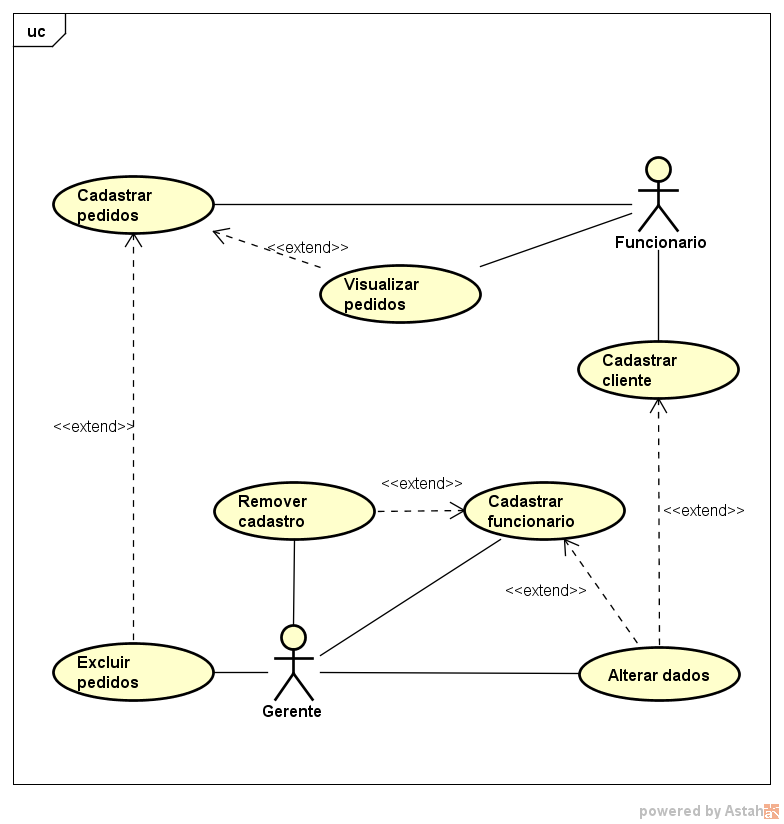 uc
Cadastrar
pedidos
Funcionario
<<extend>>
Visualizar
pedidos
Cadastrar
cliente
<<extend>>
<<extend>>
Remover
cadastro
Cadastrar
funcionario
<<extend>>
<<extend>>
Excluir
pedidos
Alterar dados
Gerente
powered by Astah